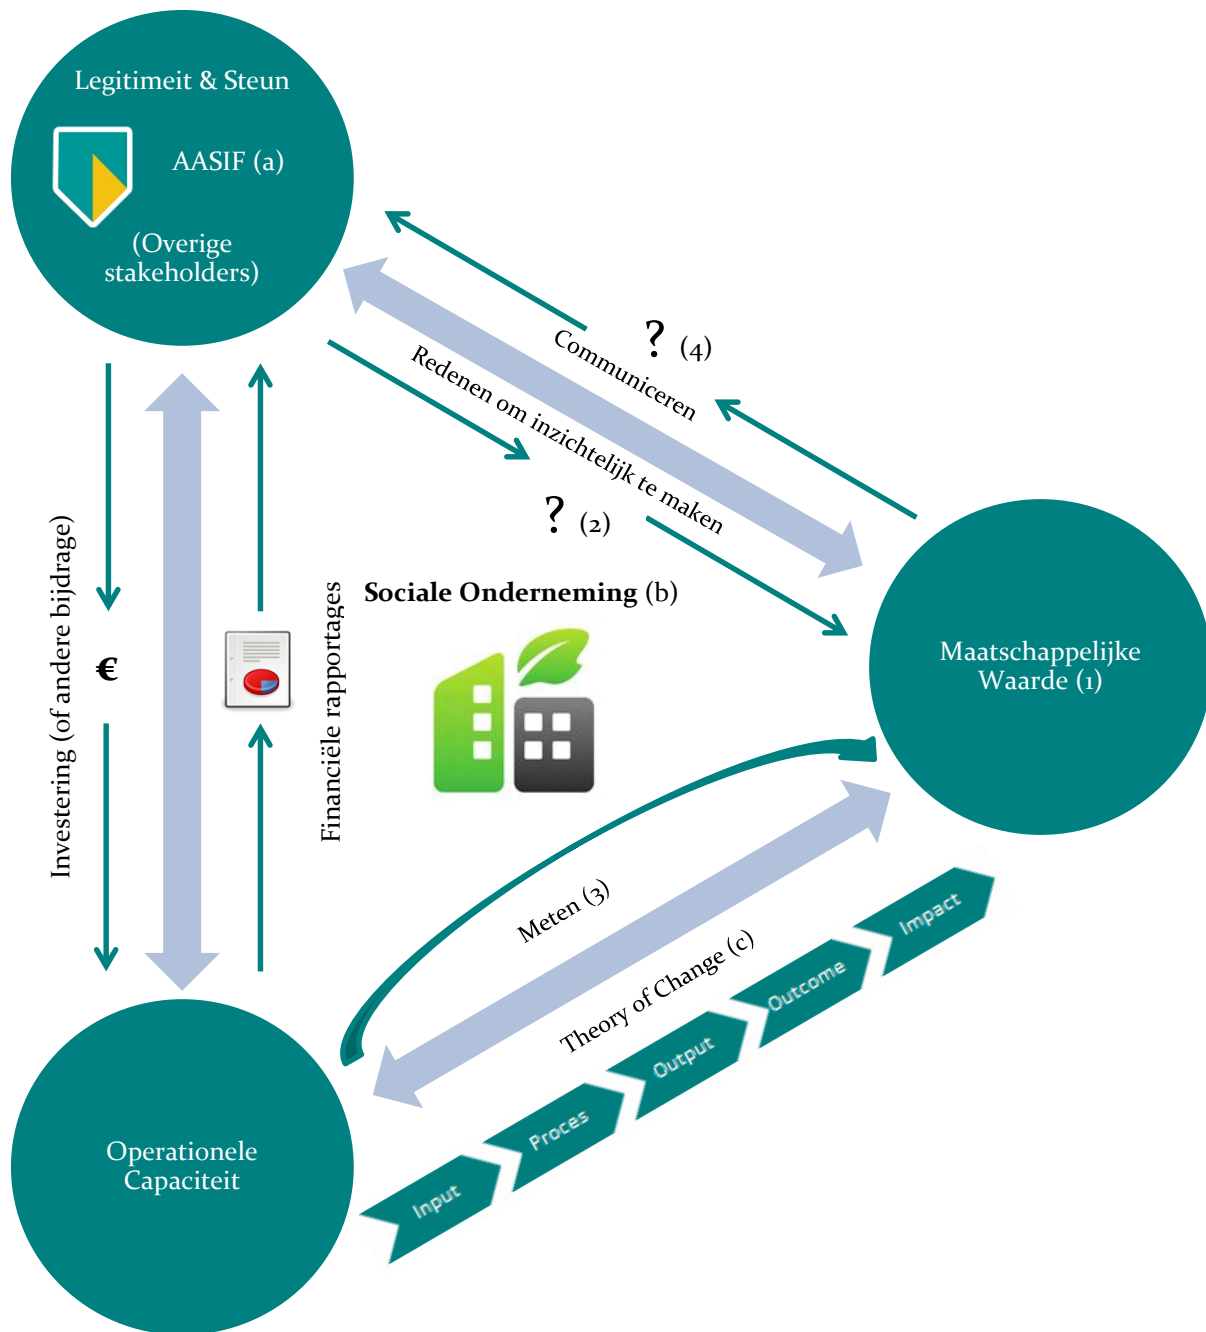 Legitimeit & Steun
AASIF (a)
(Overige
stakeholders)
? (4)
Communiceren
Redenen om inzichtelijk te maken
? (2)
Investering (of andere bijdrage)
€
Financiële rapportages
Sociale Onderneming (b)
Maatschappelijke
Waarde (1)
Meten (3)
Theory of Change (c)
Operationele
Capaciteit
Input
Proces
Output
Outcome
Impact